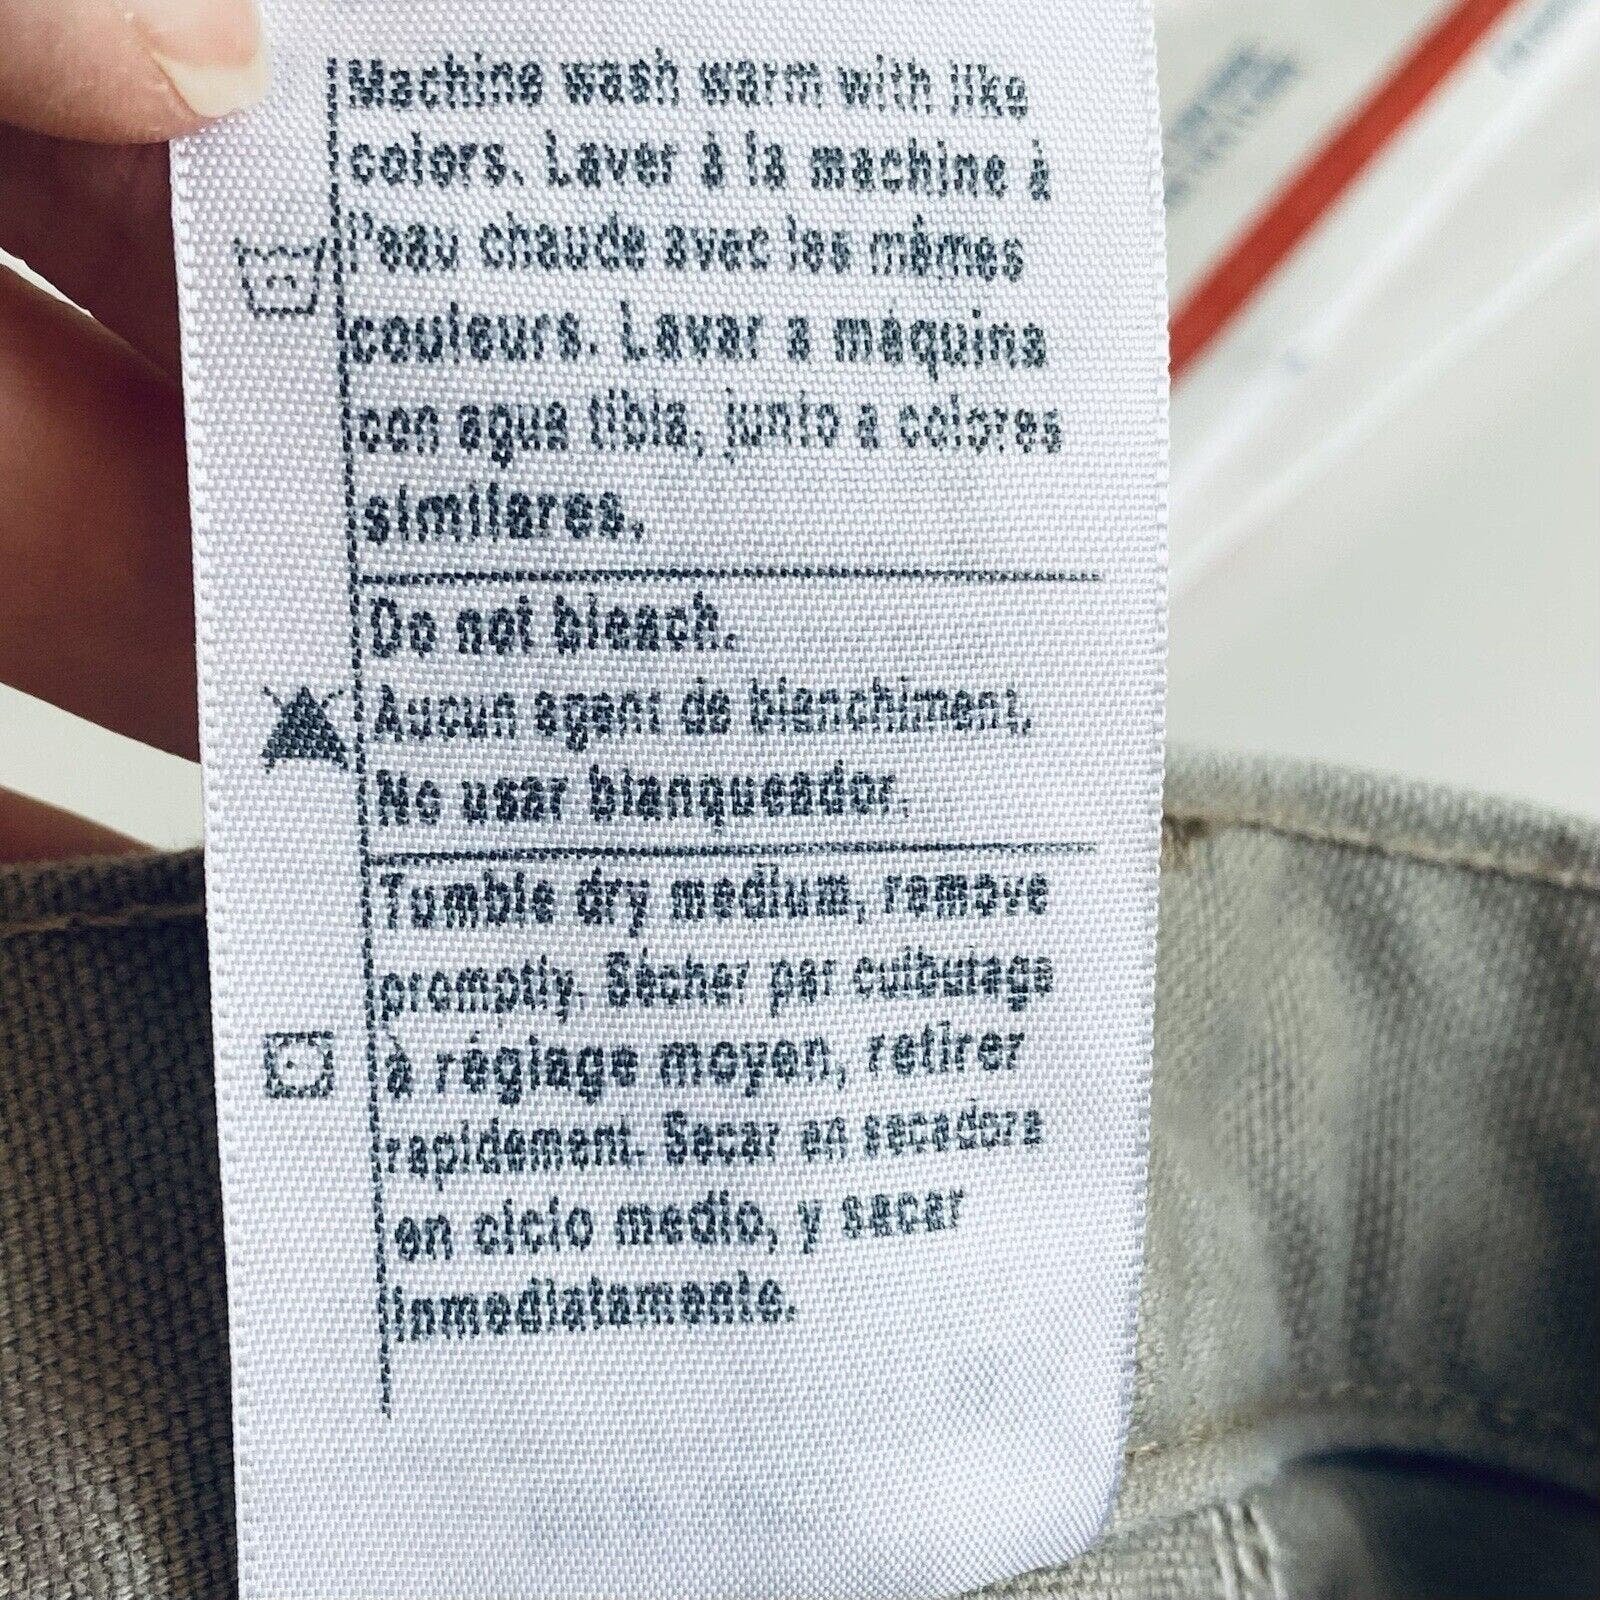 Machine wash warm with like
colors. Laver à la machine à
l'eau chaude avec les mêmes
couleurs. Lavar a máquina
con agua tibia, junto a colores
similares.
Do not bleach.
Aucun agent de blanchiment.
No usar blanqueador.
Tumble dry medium, remove
promptly. Sécher par culbutage
à réglage moyen, retirer
rapidement. Secar en secadora
en ciclo medio, y sacar
inmediatamente.